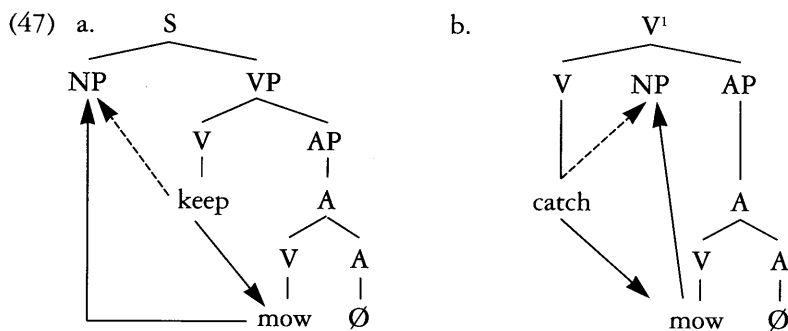 (47) a. S b. V¹
NP VP V NP AP
V AP
keep A catch A
V A V A
mow Ø mow Ø